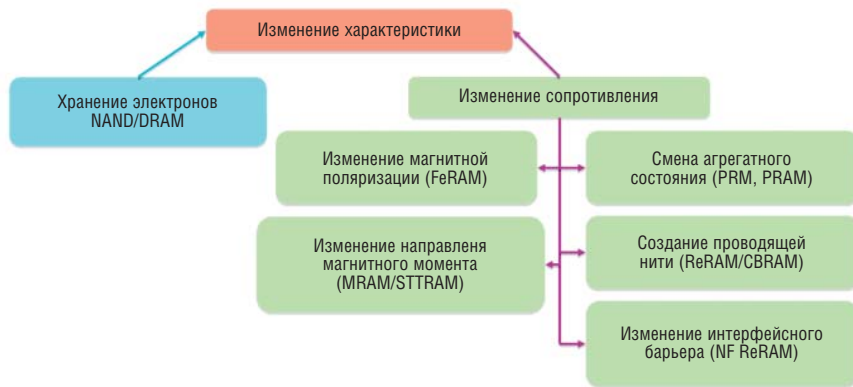 Изменение характеристики
Хранение электронов
NAND/DRAM
Изменение сопротивления
Изменение магнитной
поляризации (FeRAM)
Смена агрегатного
состояния (PRM, PRAM)
Изменение направленя
магнитного момента
(MRAM/STTRAM)
Создание проводящей
нити (ReRAM/CBRAM)
Изменение интерфейсного
барьера (NF ReRAM)